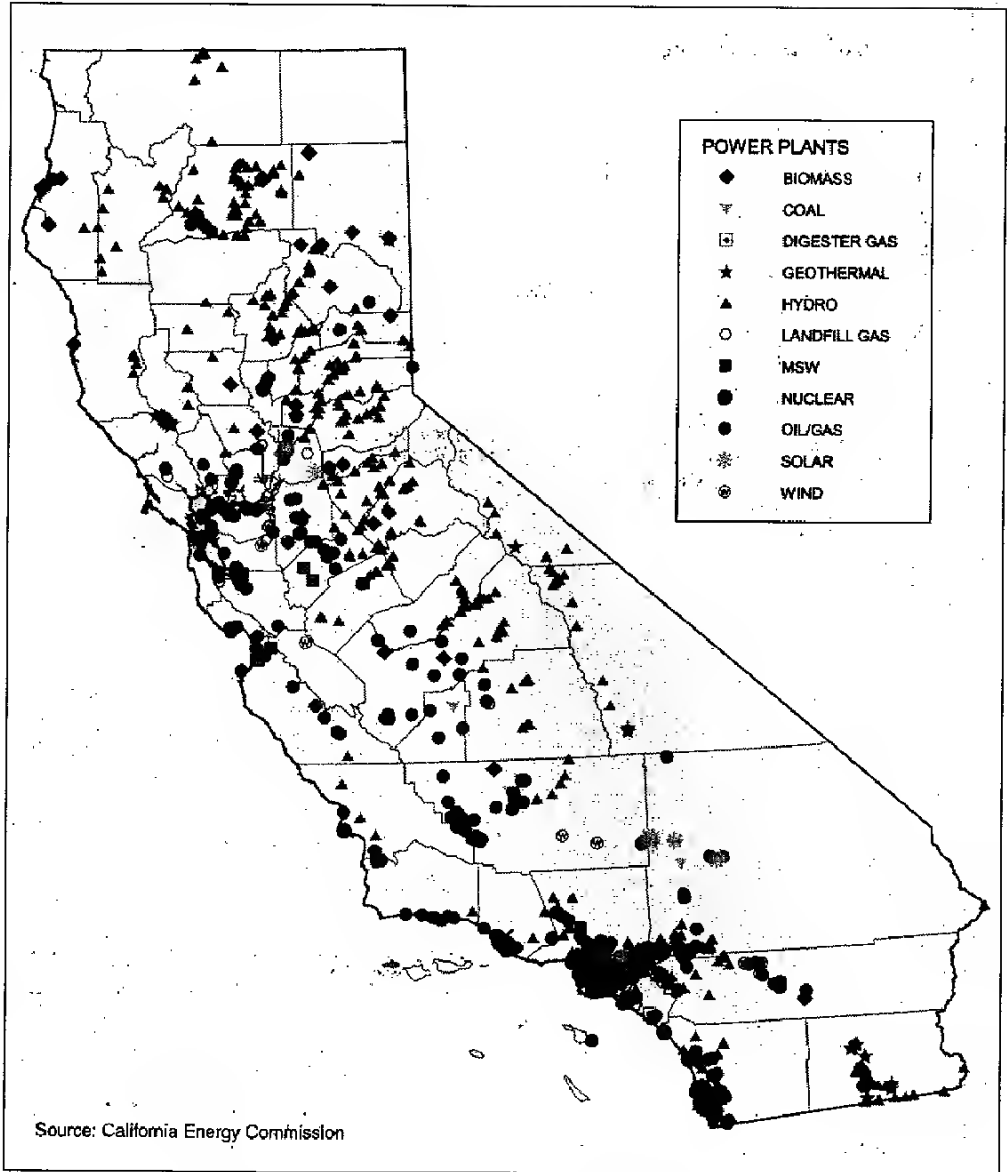 POWER PLANTS
BIOMASS
COAL
DIGESTER GAS
GEOTHERMAL
HYDRO
LANDFILL GAS
MSW
NUCLEAR
OIL/GAS
SOLAR
WIND
Source: California Energy Commission